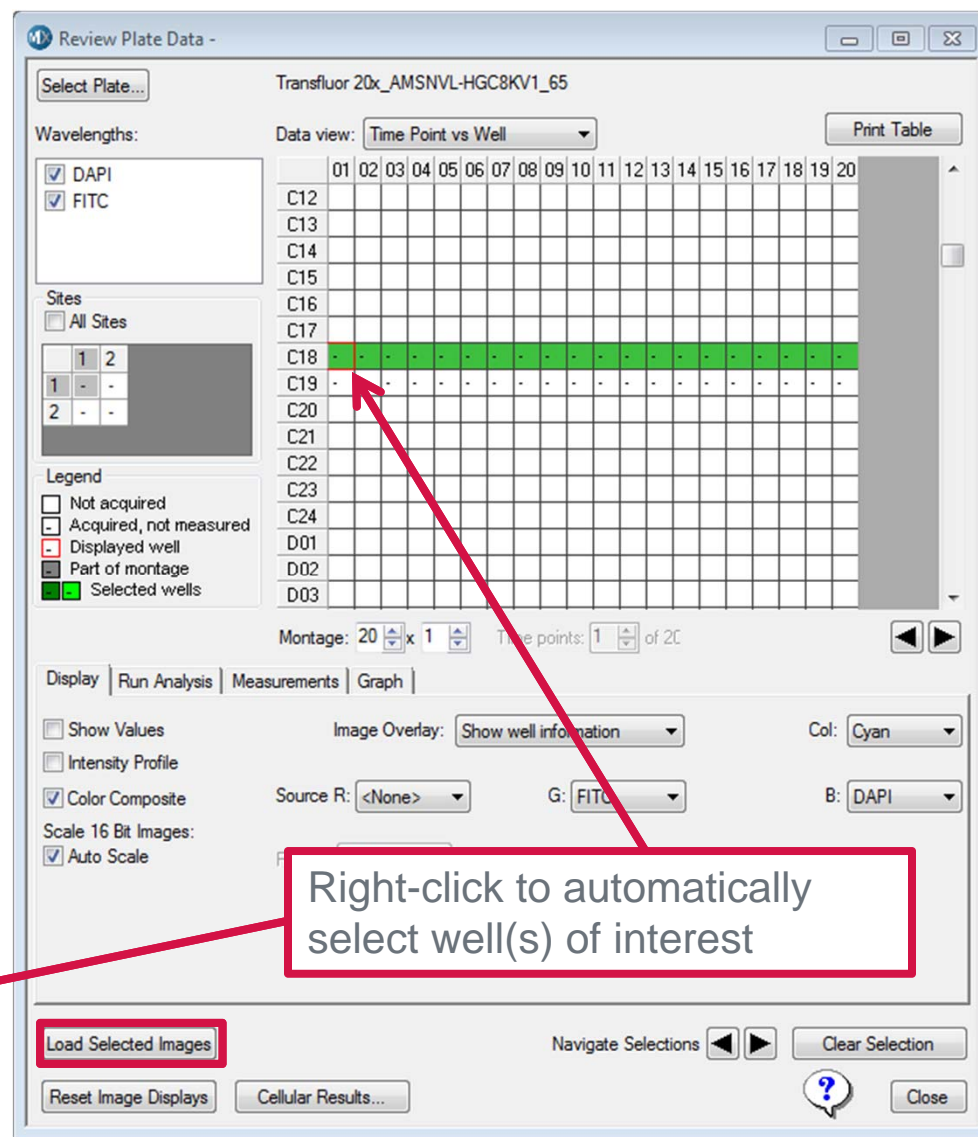 MX Review Plate Data -
Select Plate... Transfluor 20x_AMSNVL-HGC8KV1_65
Wavelengths: Data view: Time Point vs Well Print Table
DAPI
FITC
01 02 03 04 05 06 07 08 09 10 11 12 13 14 15 16 17 18 19 20
C12
C13
C14
C15
C16
C17
C18 - - - - - - - - - - - - - - - - - - - -
C19 - - - - - - - - - - - - - - - - - - -
C20
C21
C22
C23
C24
D01
D02
D03
Sites
All Sites
1 2
1 - -
2 - -
Legend
Not acquired
- Acquired, not measured
- Displayed well
- Part of montage
- - Selected wells
Montage: 20 x 1 Time points: 1 of 20
Display Run Analysis Measurements Graph
Show Values Image Overlay: Show well information Col: Cyan
Intensity Profile
Color Composite Source R: <None> G: FITC B: DAPI
Scale 16 Bit Images:
Auto Scale
Right-click to automatically
select well(s) of interest
Load Selected Images Navigate Selections Clear Selection
Reset Image Displays Cellular Results... ? Close